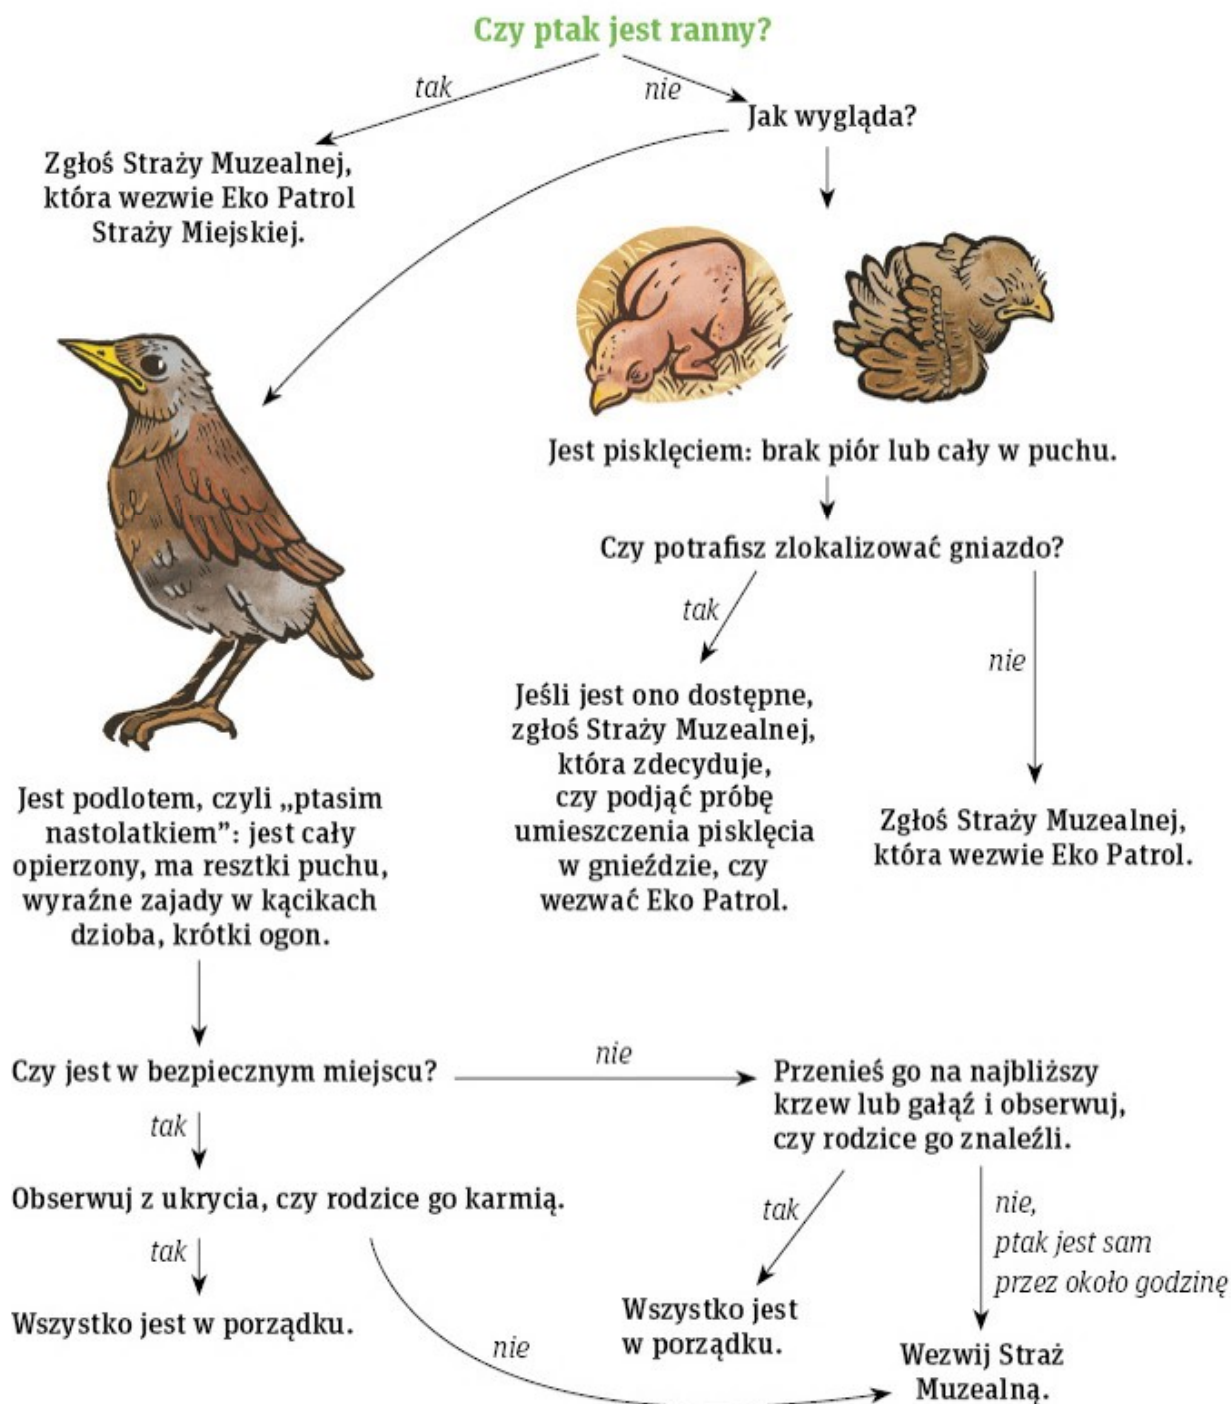 Czy ptak jest ranny?
tak
nie
Jak wygląda?
Zgłoś Straży Muzealnej,
która wezwie Eko Patrol
Straży Miejskiej.
Jest pisklęciem: brak piór lub cały w puchu.
Czy potrafisz zlokalizować gniazdo?
tak
nie
Jeśli jest ono dostępne,
zgłoś Straży Muzealnej,
która zdecyduje,
czy podjąć próbę
umieszczenia pisklęcia
w gnieździe, czy
wezwać Eko Patrol.
Zgłoś Straży Muzealnej,
która wezwie Eko Patrol.
Jest podlotem, czyli „ptasim
nastolatkiem”: jest cały
opierzony, ma resztki puchu,
wyraźne zajady w kącikach
dzioba, krótki ogon.
Czy jest w bezpiecznym miejscu?
nie
Przenieś go na najbliższy
krzew lub gałąź i obserwuj,
czy rodzice go znaleźli.
tak
Obserwuj z ukrycia, czy rodzice go karmią.
tak
nie,
ptak jest sam
przez około godzinę
tak
Wszystko jest w porządku.
nie
Wszystko jest
w porządku.
Wezwij Straż
Muzealną.